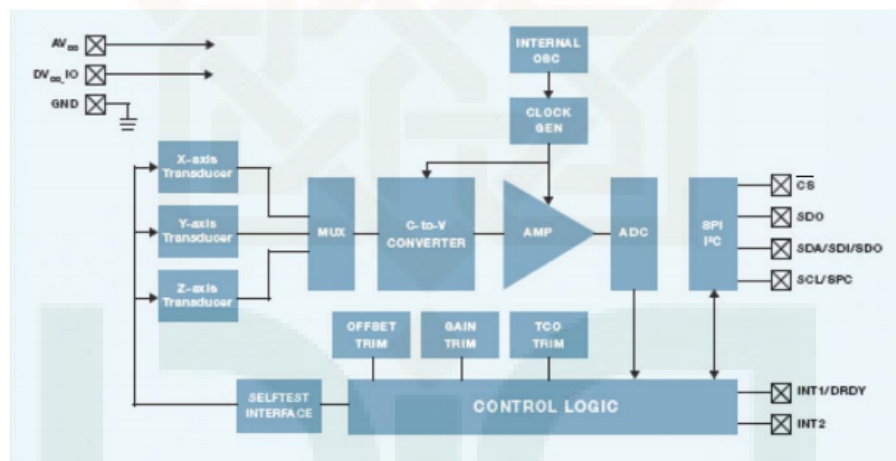 AVDD
DVDD_IO
GND
INTERNAL
OSC
CLOCK
GEN
X-axis
Transducer
Y-axis
Transducer
Z-axis
Transducer
MUX
C-to-V
CONVERTER
AMP
ADC
SPI
I²C
CS
SDO
SDA/SDI/SDO
SCL/SPC
OFFSET
TRIM
GAIN
TRIM
TCO
TRIM
SELFTEST
INTERFACE
CONTROL LOGIC
INT1/DRDY
INT2